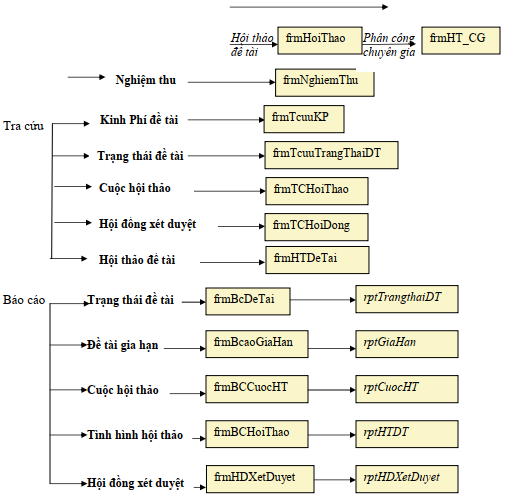 Hội thảo đề tài
frmHoiThao
Phân công chuyên gia
frmHT_CG
Nghiệm thu
frmNghiemThu
Tra cứu
Kinh Phí đề tài
frmTcuuKP
Trạng thái đề tài
frmTcuuTrangThaiDT
Cuộc hội thảo
frmTCHoiThao
Hội đồng xét duyệt
frmTCHoiDong
Hội thảo đề tài
frmHTDeTai
Báo cáo
Trạng thái đề tài
frmBcDeTai
rptTrangthaiDT
Đề tài gia hạn
frmBcaoGiaHan
rptGiaHan
Cuộc hội thảo
frmBCCuocHT
rptCuocHT
Tình hình hội thảo
frmBCHoiThao
rptHTDT
Hội đồng xét duyệt
frmHDXetDuyet
rptHDXetDuyet